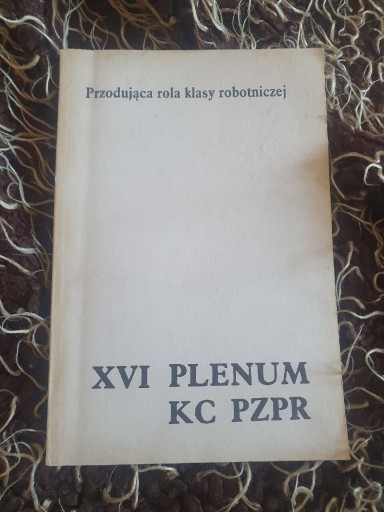 Przodująca rola klasy robotniczej
XVI PLENUM
KC PZPR